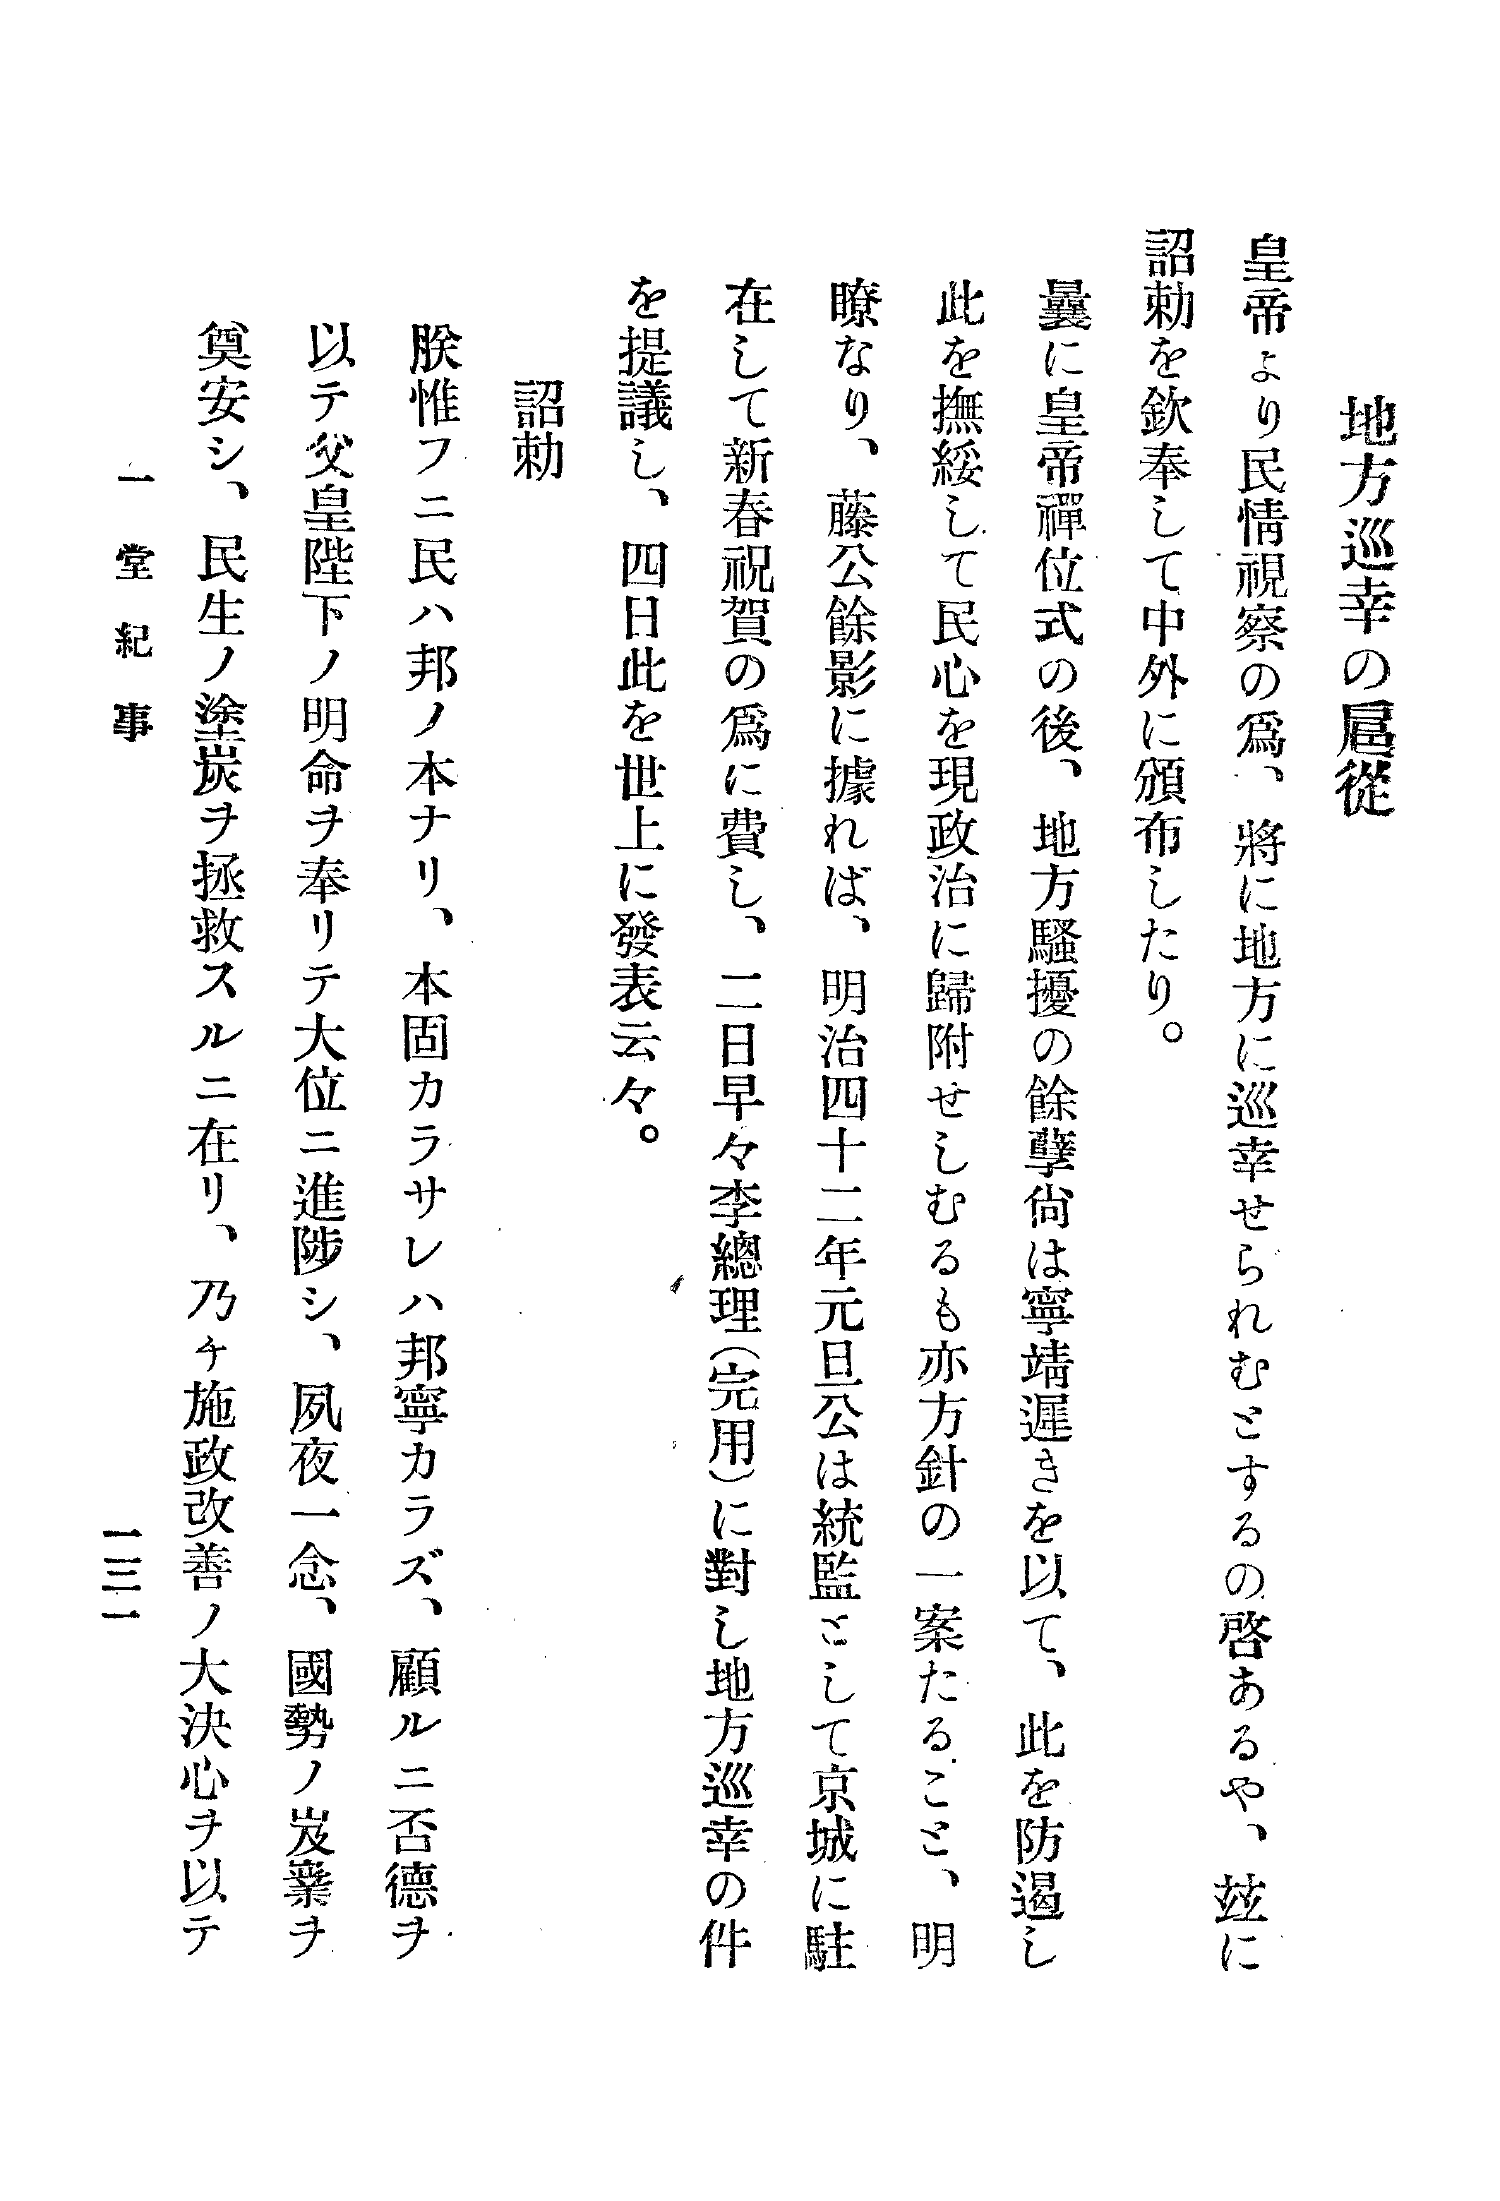 地方巡幸の扈從
皇帝より民情視察の爲、將に地方に巡幸せられむとするの啓あるや、玆に
詔勅を欽奉して中外に頒布したり。
曩に皇帝禪位式の後、地方騷擾の餘孽尙は寧靖遲きを以て、此を防遏し
此を撫綏して民心を現政治に歸附せしむるも亦方針の一案たること、明
瞭なり、藤公餘影に據れば、明治四十二年元旦公は統監として京城に駐
在して新春祝賀の爲に費し、二日早々李總理(完用)に對し地方巡幸の件
を提議し、四日此を世上に發表云々。
詔勅
朕惟フニ民ハ邦ノ本ナリ、本固カラサレハ邦寧カラズ、顧ルニ否德ヲ
以テ父皇陛下ノ明命ヲ奉リテ大位ニ進陟シ、夙夜一念、國勢ノ岌業ヲ
奠安シ、民生ノ塗炭ヲ拯救スルニ在リ、乃チ施政改善ノ大決心ヲ以テ
一堂紀事
一三一